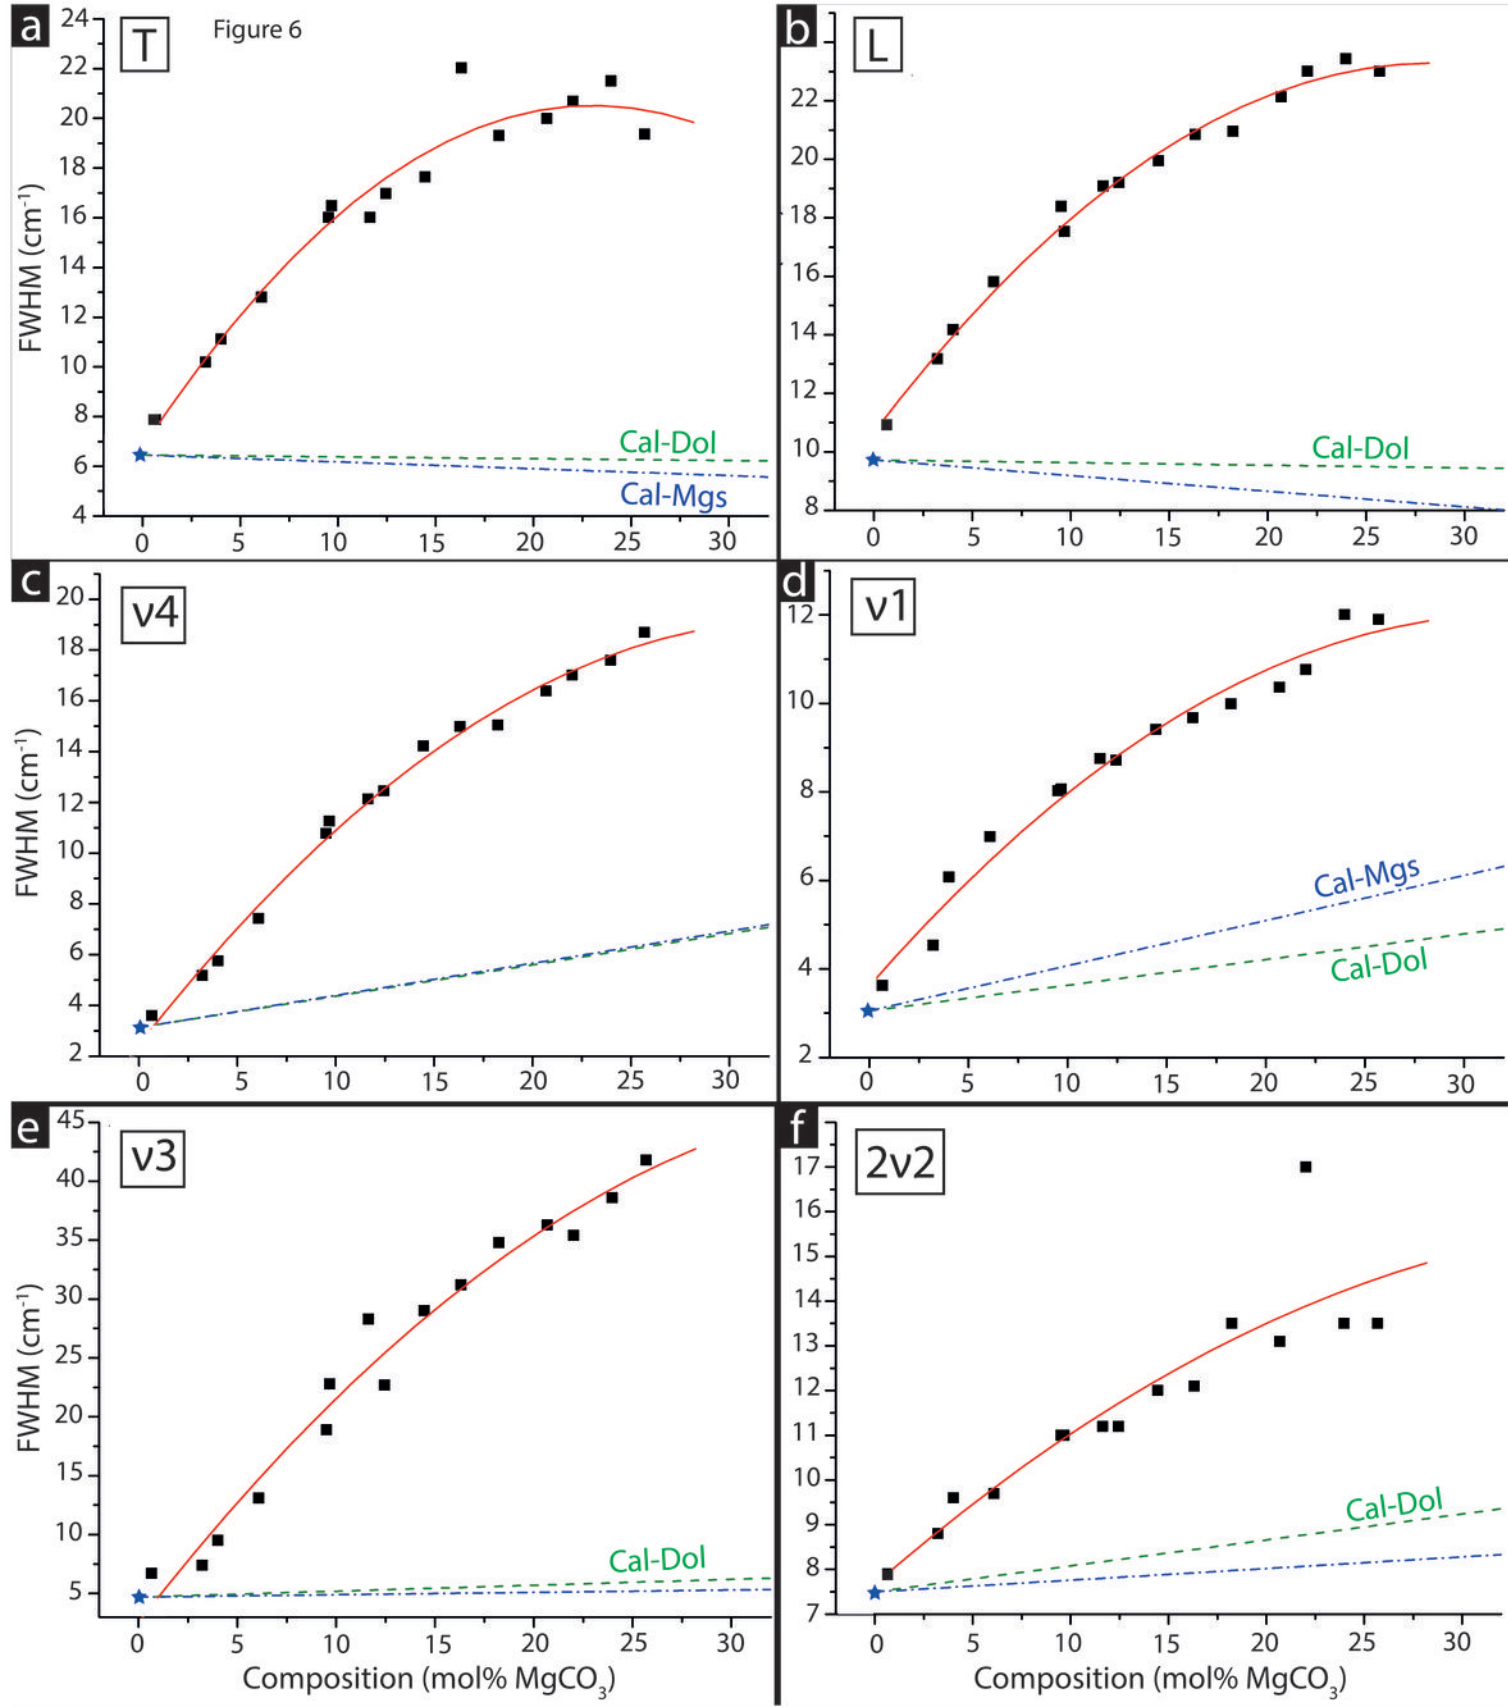 a
T
Figure 6
24
22
20
18
16
14
12
10
8
6
4
FWHM (cm⁻¹)
Cal-Dol
Cal-Mgs
0 5 10 15 20 25 30
b
L
22
20
18
16
14
12
10
8
Cal-Dol
0 5 10 15 20 25 30
c
ν4
20
18
16
14
12
10
8
6
4
2
FWHM (cm⁻¹)
0 5 10 15 20 25 30
d
ν1
12
10
8
6
4
2
Cal-Mgs
Cal-Dol
0 5 10 15 20 25 30
e
ν3
45
40
35
30
25
20
15
10
5
FWHM (cm⁻¹)
Cal-Dol
0 5 10 15 20 25 30
Composition (mol% MgCO₃)
f
2ν2
17
16
15
14
13
12
11
10
9
8
7
Cal-Dol
0 5 10 15 20 25 30
Composition (mol% MgCO₃)